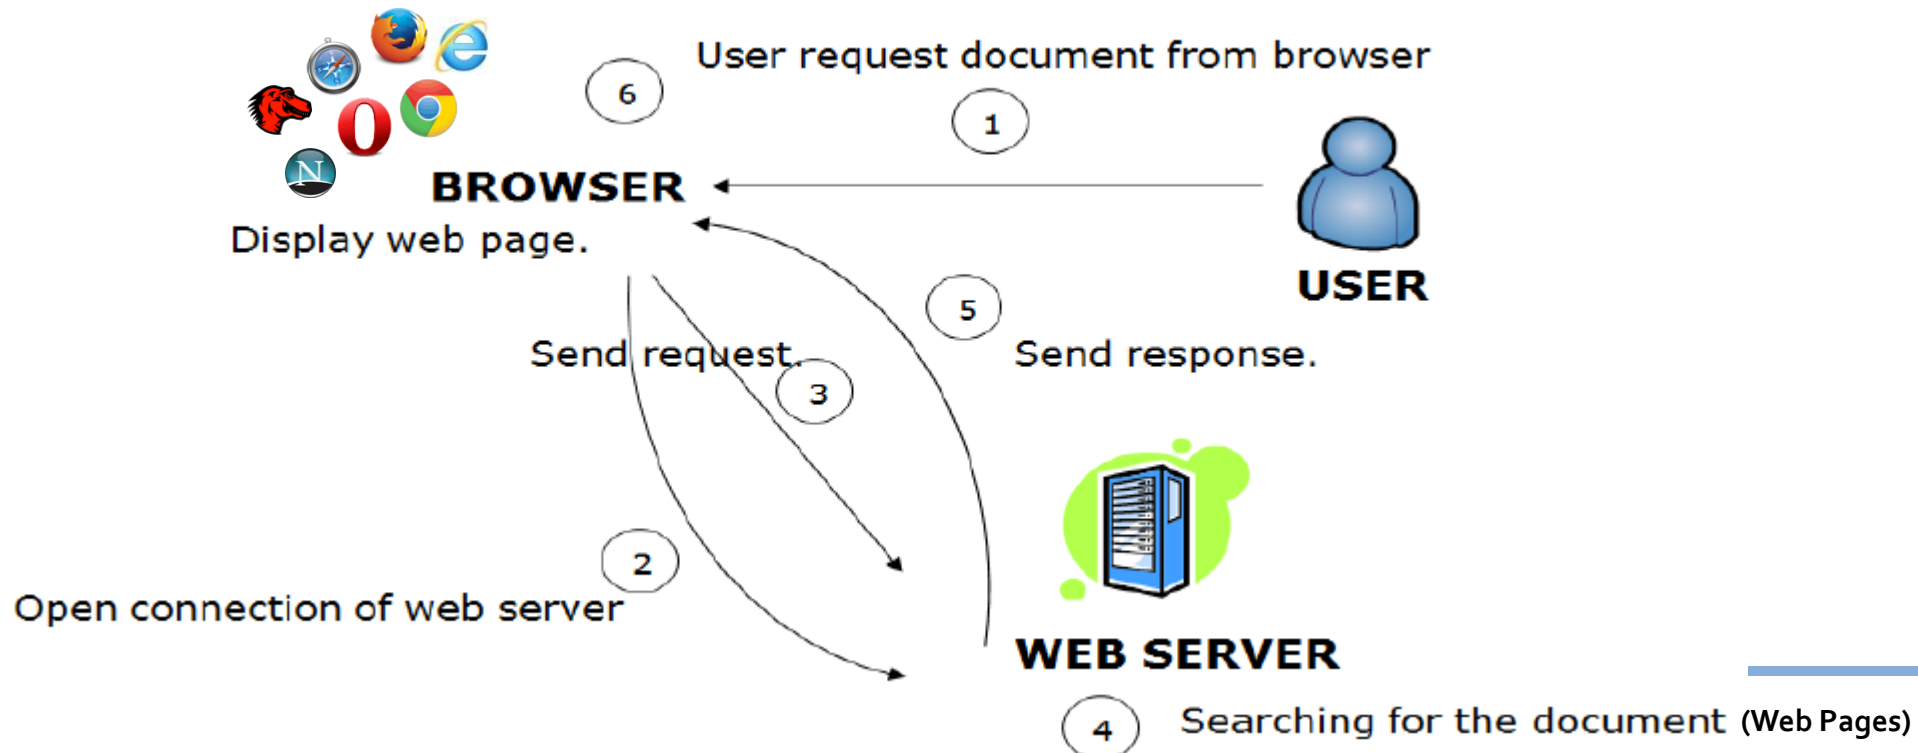 User request document from browser
6
1
N
BROWSER
Display web page.
USER
5
Send request.
Send response.
3
2
Open connection of web server
WEB SERVER
4
Searching for the document (Web Pages)